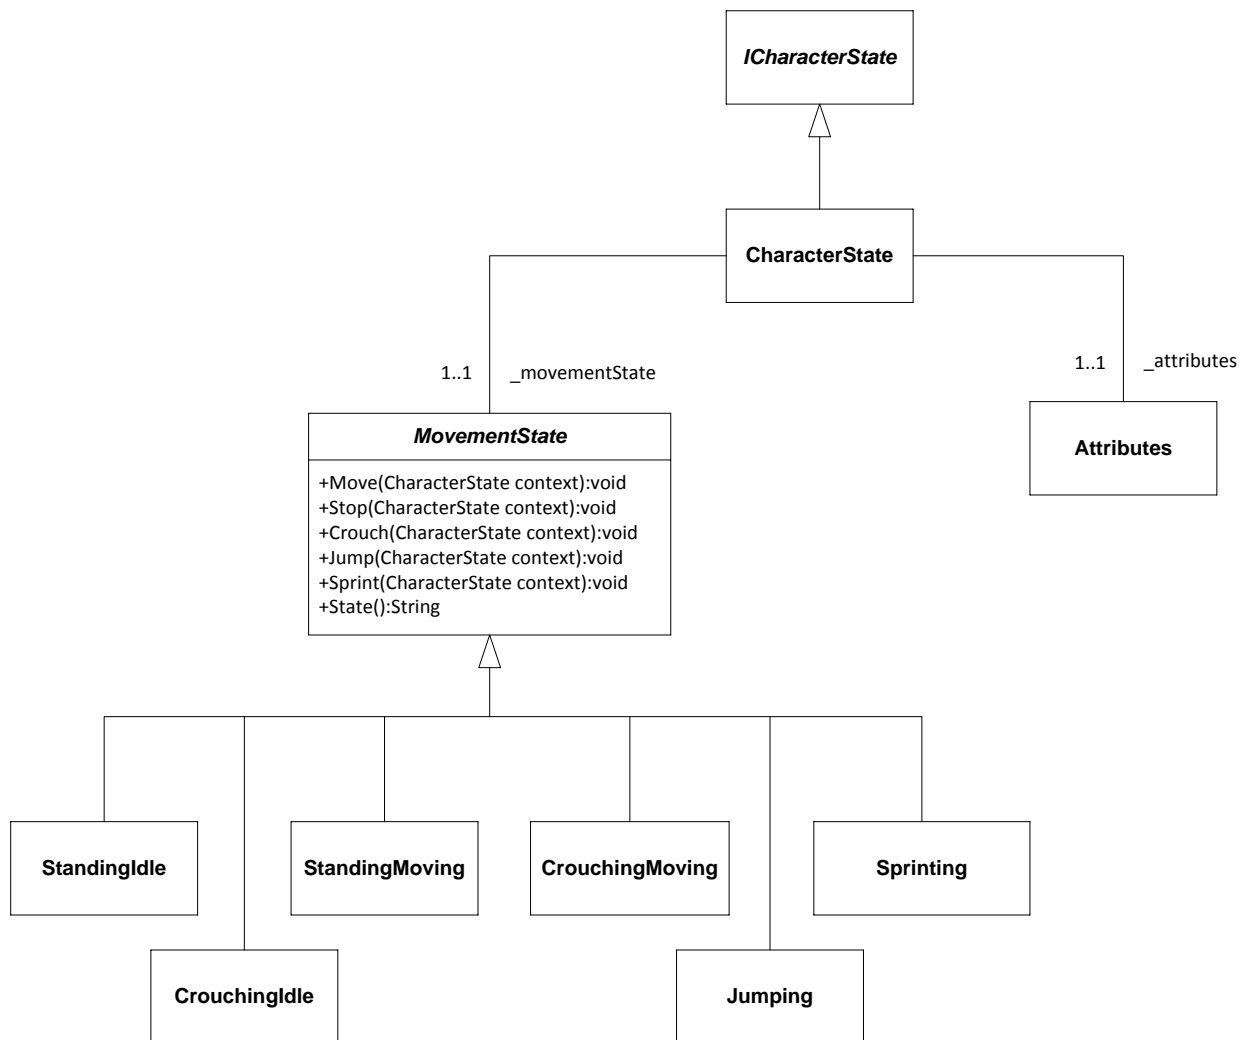 ICharacterState
CharacterState
1..1 _movementState
1..1 _attributes
MovementState
Attributes
+Move(CharacterState context):void
+Stop(CharacterState context):void
+Crouch(CharacterState context):void
+Jump(CharacterState context):void
+Sprint(CharacterState context):void
+State():String
StandingIdle
StandingMoving
CrouchingMoving
Sprinting
CrouchingIdle
Jumping